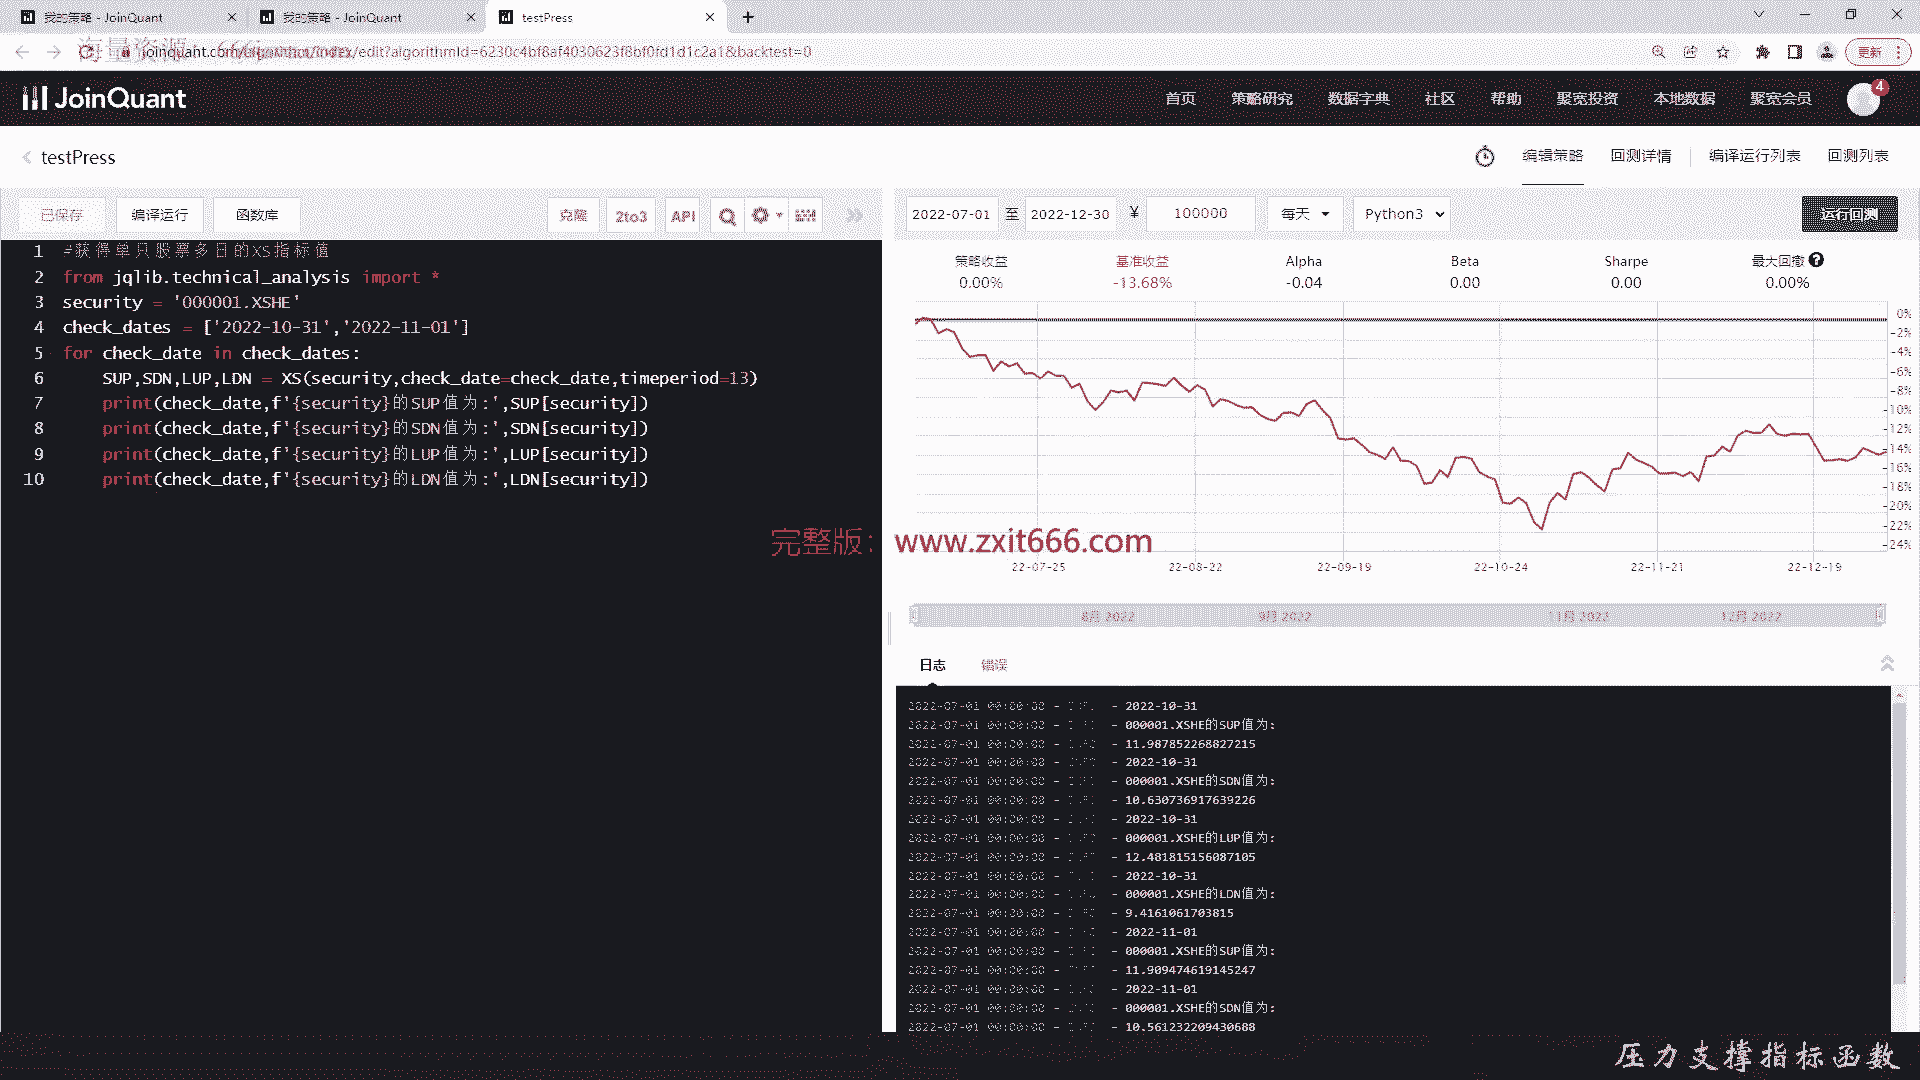 我的策略 - JoinQuant
我的策略 - JoinQuant
testPress
海量资源:
joinquant.com/algorithm/index/edit?algorithmId=6230c4bf8af4030623f8bf0fd1d1c2a1&backtest=0
更新
JoinQuant
首页 策略研究 数据字典 社区 帮助 聚宽投资 本地数据 聚宽会员 4
testPress
编辑策略 回测详情 编译运行列表 回测列表
已保存 编译运行 函数库 克隆 2to3 API
2022-07-01 至 2022-12-30 ¥ 100000 每天 Python3 运行回测
1 #获得单只股票多日的XS指标值
2 from jqlib.technical_analysis import *
3 security = '000001.XSHE'
4 check_dates = ['2022-10-31','2022-11-01']
5 for check_date in check_dates:
6 SUP,SDN,LUP,LDN = XS(security,check_date=check_date,timeperiod=13)
7 print(check_date,f'{security}的SUP值为:',SUP[security])
8 print(check_date,f'{security}的SDN值为:',SDN[security])
9 print(check_date,f'{security}的LUP值为:',LUP[security])
10 print(check_date,f'{security}的LDN值为:',LDN[security])
策略收益 基准收益 Alpha Beta Sharpe 最大回撤
0.00% -13.68% -0.04 0.00 0.00 0.00%
0%
-2%
-4%
-6%
-8%
-10%
-12%
-14%
-16%
-18%
-20%
-22%
-24%
完整版：www.zxit666.com
22-07-25 22-08-22 22-09-19 22-10-24 22-11-21 22-12-19
8月 2022 9月 2022 11月 2022 12月 2022
日志 错误
2022-07-01 00:00:00 - - 2022-10-31
2022-07-01 00:00:00 - - 000001.XSHE的SUP值为:
2022-07-01 00:00:00 - - 11.987852268827215
2022-07-01 00:00:00 - - 2022-10-31
2022-07-01 00:00:00 - - 000001.XSHE的SDN值为:
2022-07-01 00:00:00 - - 10.630736917639226
2022-07-01 00:00:00 - - 2022-10-31
2022-07-01 00:00:00 - - 000001.XSHE的LUP值为:
2022-07-01 00:00:00 - - 12.481815156087105
2022-07-01 00:00:00 - - 2022-10-31
2022-07-01 00:00:00 - - 000001.XSHE的LDN值为:
2022-07-01 00:00:00 - - 9.4161061703815
2022-07-01 00:00:00 - - 2022-11-01
2022-07-01 00:00:00 - - 000001.XSHE的SUP值为:
2022-07-01 00:00:00 - - 11.909474619145247
2022-07-01 00:00:00 - - 2022-11-01
2022-07-01 00:00:00 - - 000001.XSHE的SDN值为:
2022-07-01 00:00:00 - - 10.561232209430688
压力支撑指标函数